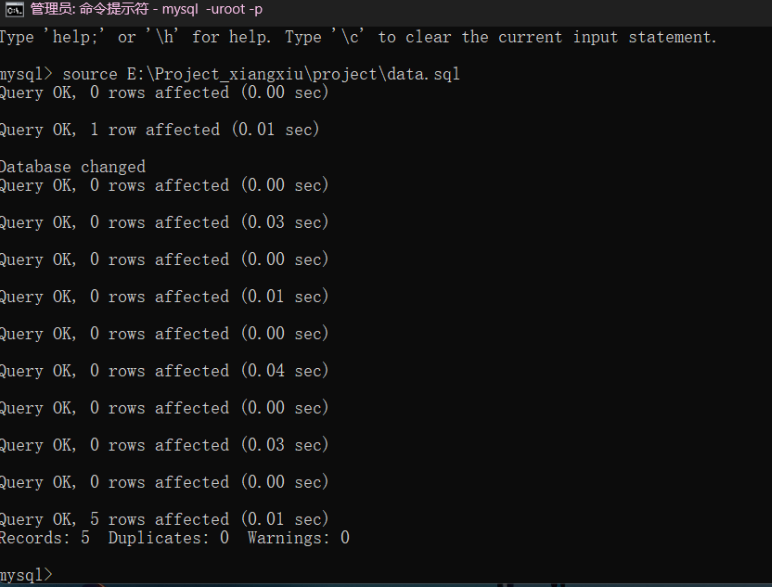 管理员: 命令提示符 - mysql -uroot -p
Type 'help;' or '\h' for help. Type '\c' to clear the current input statement.
mysql> source E:\Project_xiangxiu\project\data.sql
Query OK, 0 rows affected (0.00 sec)
Query OK, 1 row affected (0.01 sec)
Database changed
Query OK, 0 rows affected (0.00 sec)
Query OK, 0 rows affected (0.03 sec)
Query OK, 0 rows affected (0.00 sec)
Query OK, 0 rows affected (0.01 sec)
Query OK, 0 rows affected (0.00 sec)
Query OK, 0 rows affected (0.04 sec)
Query OK, 0 rows affected (0.00 sec)
Query OK, 0 rows affected (0.03 sec)
Query OK, 0 rows affected (0.00 sec)
Query OK, 5 rows affected (0.01 sec)
Records: 5  Duplicates: 0  Warnings: 0
mysql>